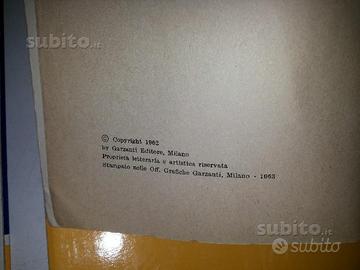 subito.it
© Copyright 1962
by Garzanti Editore, Milano
Proprietà letteraria e artistica riservata
Stampato nelle Off. Grafiche Garzanti, Milano - 1963
subito.it
subito.it